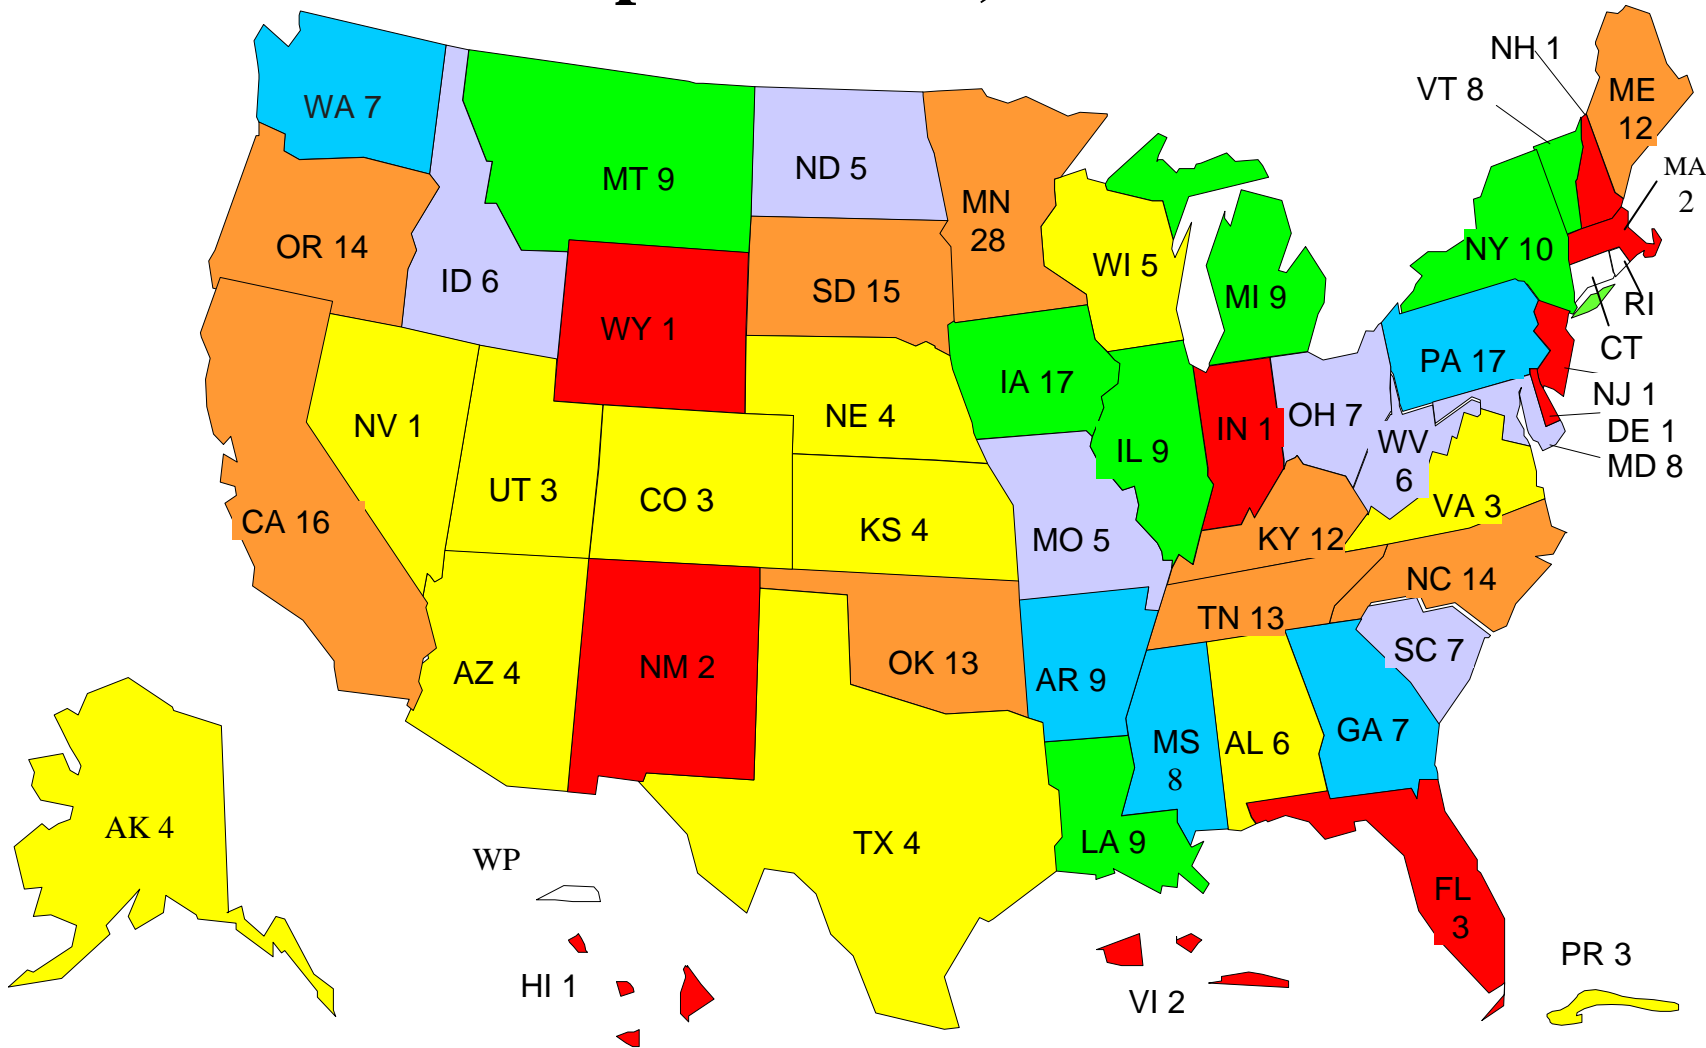 NH 1
VT 8
ME
12
WA 7
MA
2
MT 9
ND 5
MN
28
OR 14
NY 10
WI 5
ID 6
SD 15
MI 9
RI
WY 1
CT
PA 17
IA 17
NJ 1
NE 4
OH 7
NV 1
IN 1
DE 1
WV
6
IL 9
MD 8
UT 3
CO 3
VA 3
CA 16
KS 4
MO 5
KY 12
NC 14
TN 13
SC 7
OK 13
NM 2
AZ 4
AR 9
GA 7
MS
8
AL 6
AK 4
TX 4
LA 9
WP
FL
3
PR 3
HI 1
VI 2